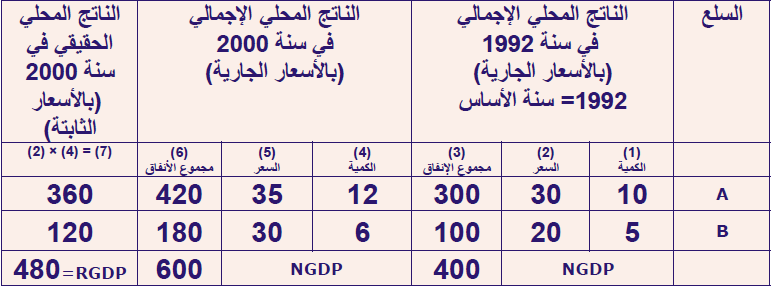 السلع
الناتج المحلي الإجمالي
في سنة 1992
(بالأسعار الجارية)
1992= سنة الأساس
الناتج المحلي الإجمالي
في سنة 2000
(بالأسعار الجارية)
الناتج المحلي
الحقيقي في
سنة 2000
(بالأسعار
الثابتة)
(1)
الكمية
(2)
السعر
(3)
مجموع الإنفاق
(4)
الكمية
(5)
السعر
(6)
مجموع الأنفاق
(2) × (4) = (7)
A 10 30 300 12 35 420 360
B 5 20 100 6 30 180 120
NGDP 400 NGDP 600 480=RGDP